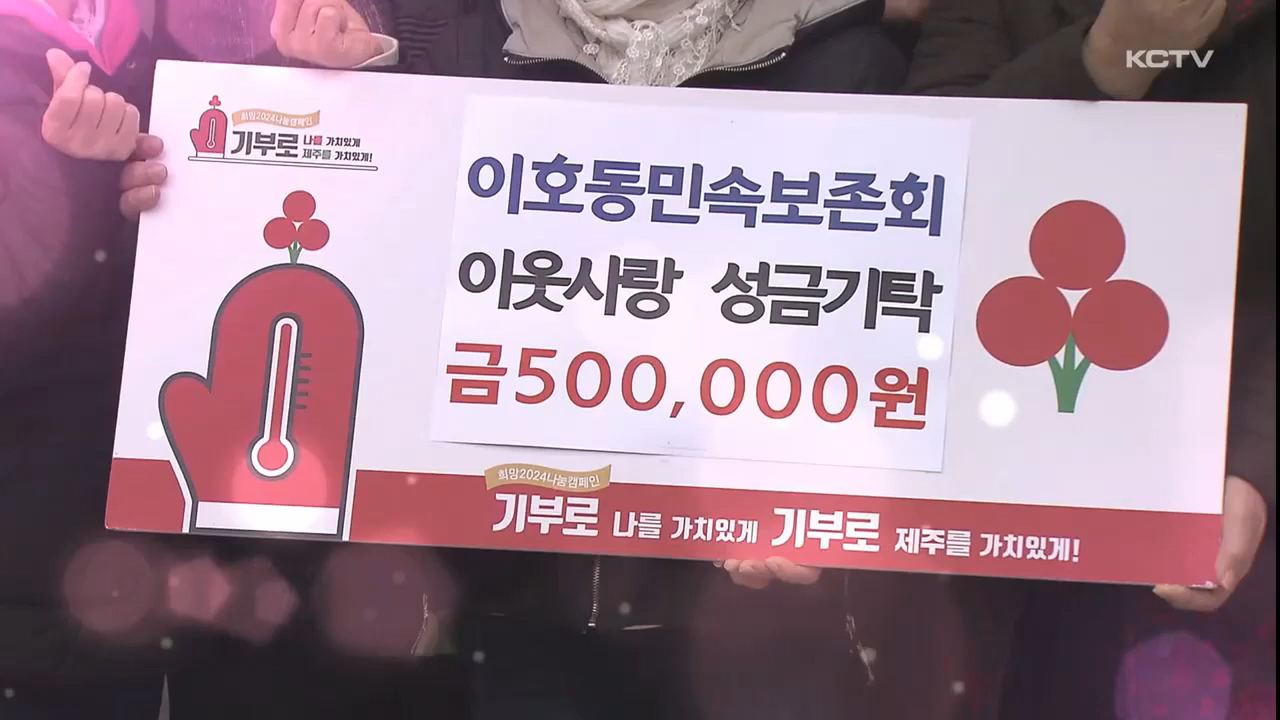 KCTV
희망2024나눔캠페인
기부로 나를 가치있게
제주를 가치있게!
이호동민속보존회
이웃사랑 성금기탁
금500,000원
희망2024나눔캠페인
기부로 나를 가치있게 기부로 제주를 가치있게!